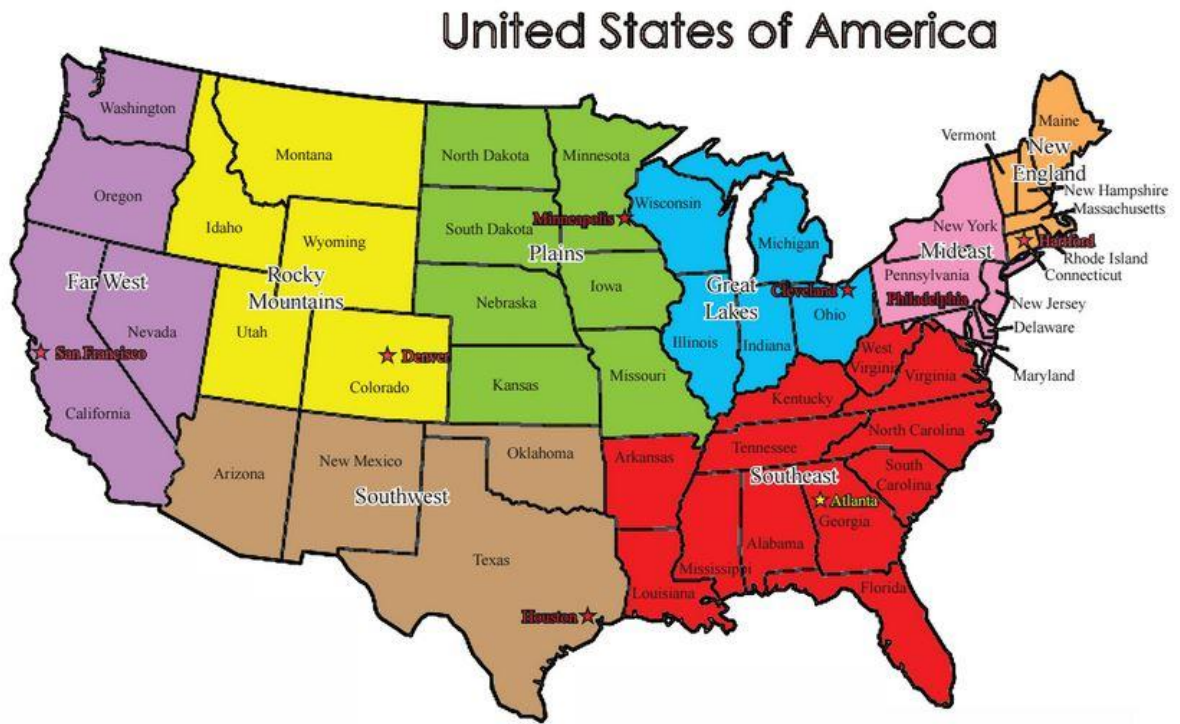 United States of America
Washington
Oregon
Idaho
Montana
Wyoming
North Dakota
South Dakota
Minnesota
Minneapolis
Plains
Wisconsin
Michigan
Vermont
Maine
New
England
New Hampshire
Massachusetts
New York
Mideast
Hartford
Rhode Island
Connecticut
Pennsylvania
Philadelphia
New Jersey
Delaware
Maryland
Far West
Rocky
Mountains
Nevada
Utah
San Francisco
California
Denver
Colorado
Nebraska
Kansas
Iowa
Missouri
Great
Lakes
Cleveland
Illinois
Indiana
Ohio
West
Virginia
Virginia
Kentucky
Tennessee
North Carolina
South
Carolina
Southeast
Atlanta
Georgia
Arizona
New Mexico
Southwest
Oklahoma
Texas
Houston
Arkansas
Louisiana
Mississippi
Alabama
Florida